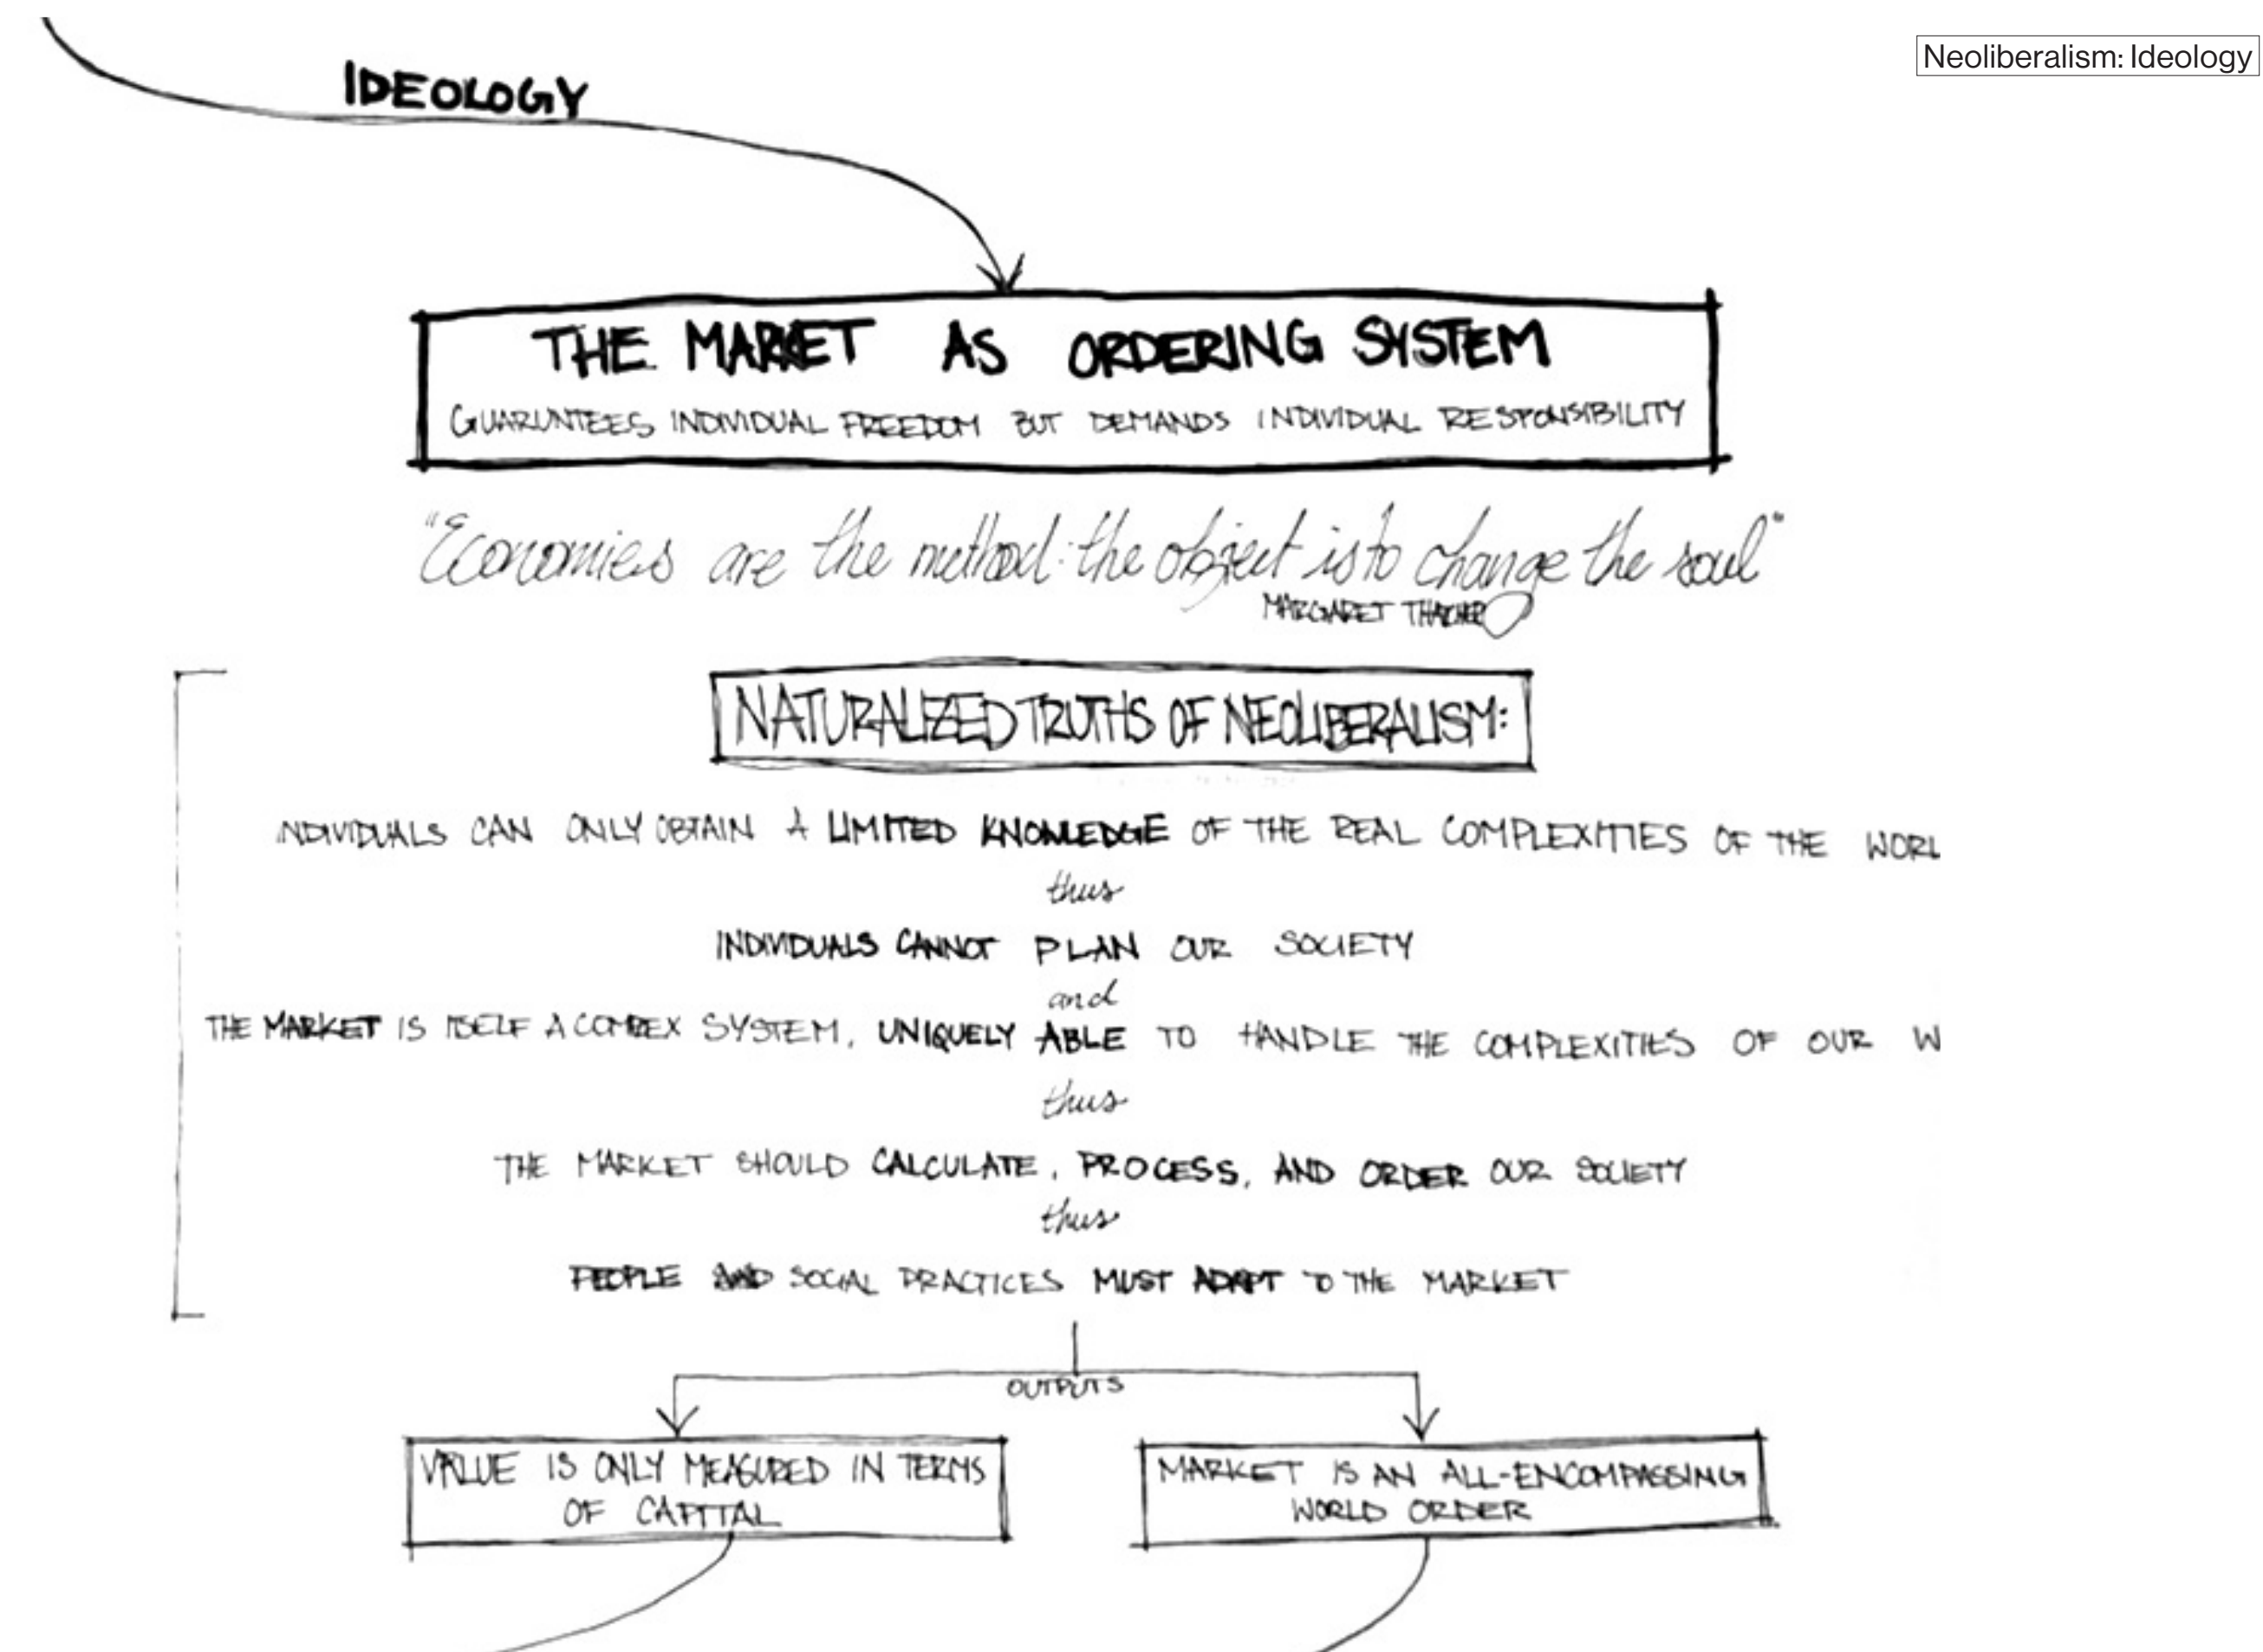 Neoliberalism: Ideology
IDEOLOGY
THE MARKET AS ORDERING SYSTEM
GUARUNTEES INDIVIDUAL FREEDOM BUT DEMANDS INDIVIDUAL RESPONSIBILITY
"Economies are the method: the object is to change the soul"
MARGARET THATCHER
NATURALIZED TRUTHS OF NEOLIBERALISM:
INDIVIDUALS CAN ONLY OBTAIN A LIMITED KNOWLEDGE OF THE REAL COMPLEXITIES OF THE WORL
thus
INDIVIDUALS CANNOT PLAN OUR SOCIETY
and
THE MARKET IS ITSELF A COMPLEX SYSTEM, UNIQUELY ABLE TO HANDLE THE COMPLEXITIES OF OUR W
thus
THE MARKET SHOULD CALCULATE, PROCESS, AND ORDER OUR SOCIETY
thus
PEOPLE AND SOCIAL PRACTICES MUST ADAPT TO THE MARKET
OUTPUTS
VALUE IS ONLY MEASURED IN TERMS
OF CAPITAL
MARKET IS AN ALL-ENCOMPASSING
WORLD ORDER